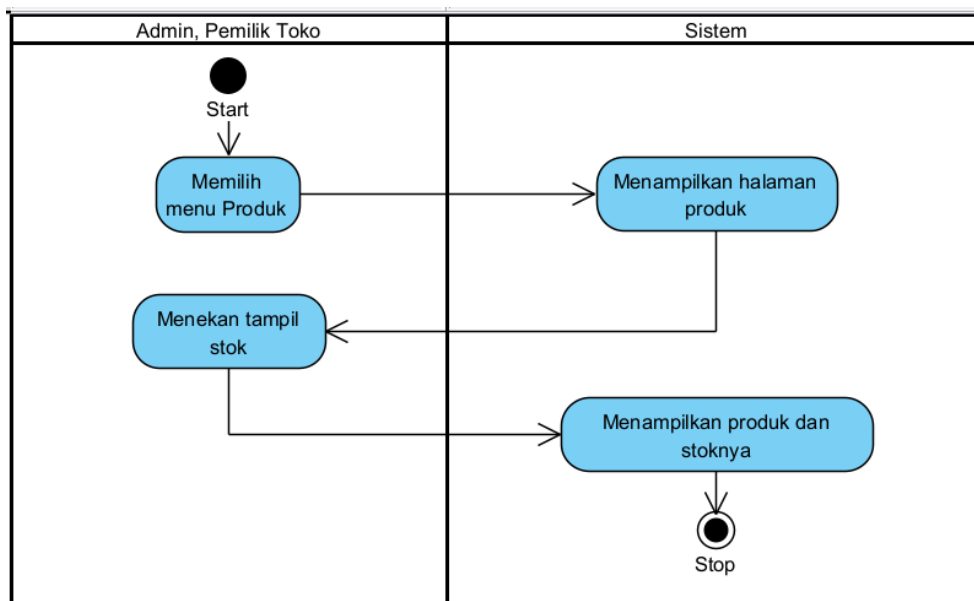 Admin, Pemilik Toko
Sistem
Start
Memilih
menu Produk
Menampilkan halaman
produk
Menekan tampil
stok
Menampilkan produk dan
stoknya
Stop